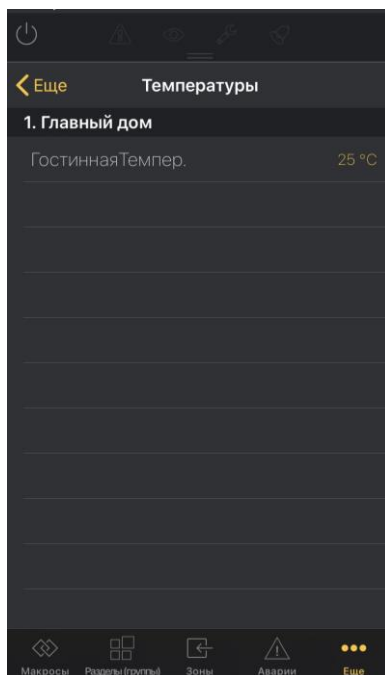 Еще
Температуры
1. Главный дом
ГостиннаяТемпер. 25 °C
Макросы Разделы (группы) Зоны Аварии Еще